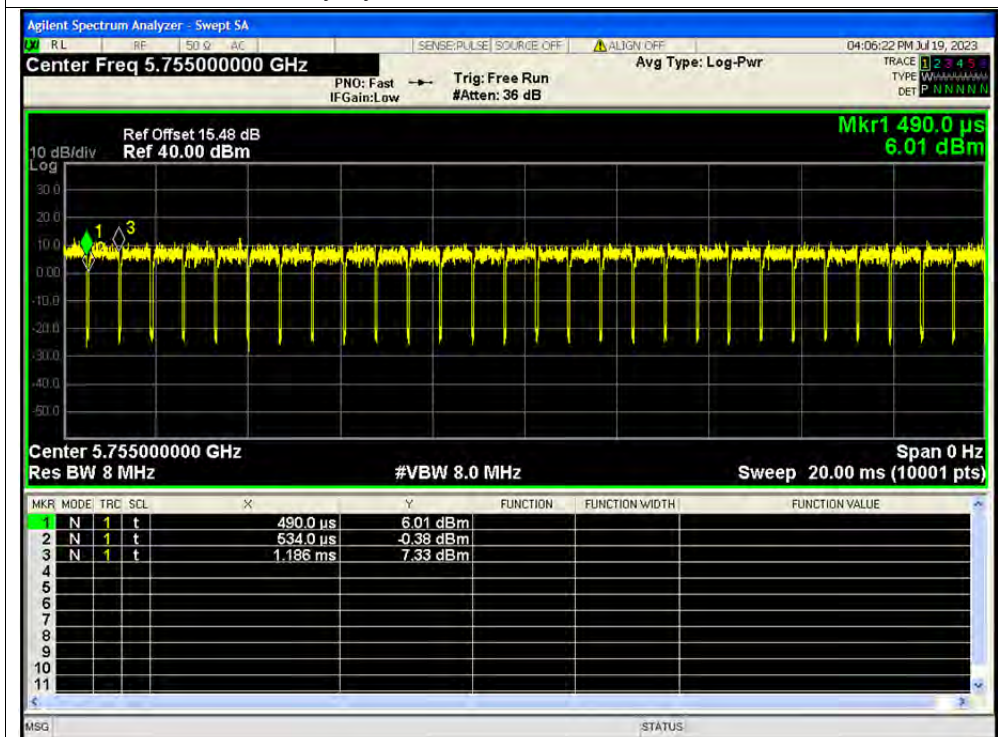 Agilent Spectrum Analyzer - Swept SA
RL RF 50 Ω AC SENSE:PULSE SOURCE OFF ALIGN OFF 04:06:22 PM Jul 19, 2023
Center Freq 5.755000000 GHz
PNO: Fast
IFGain:Low
Trig: Free Run
#Atten: 36 dB
Avg Type: Log-Pwr
TRACE 1 2 3 4 5 6
TYPE W
DET P N N N N N
Mkr1 490.0 µs
6.01 dBm
Ref Offset 15.48 dB
10 dB/div Ref 40.00 dBm
Log
30.0
20.0
10.0
0.00
-10.0
-20.0
-30.0
-40.0
-50.0
1
3
Center 5.755000000 GHz Span 0 Hz
Res BW 8 MHz #VBW 8.0 MHz Sweep 20.00 ms (10001 pts)
MKR MODE TRC SCL X Y FUNCTION FUNCTION WIDTH FUNCTION VALUE
1 N 1 t 490.0 µs 6.01 dBm
2 N 1 t 534.0 µs -0.38 dBm
3 N 1 t 1.186 ms 7.33 dBm
4
5
6
7
8
9
10
11
MSG STATUS